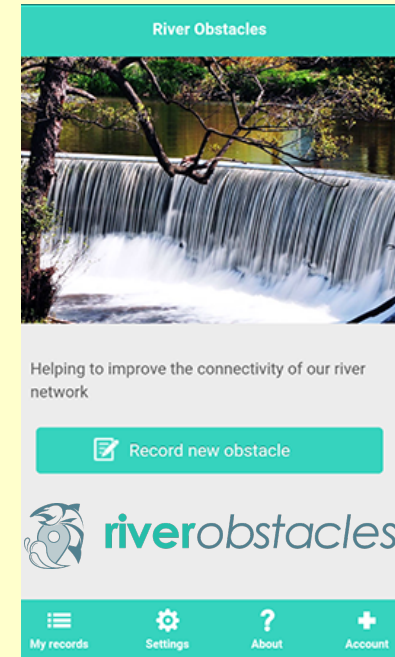 River Obstacles
Helping to improve the connectivity of our river
network
Record new obstacle
riverobstacles
My records
Settings
About
Account